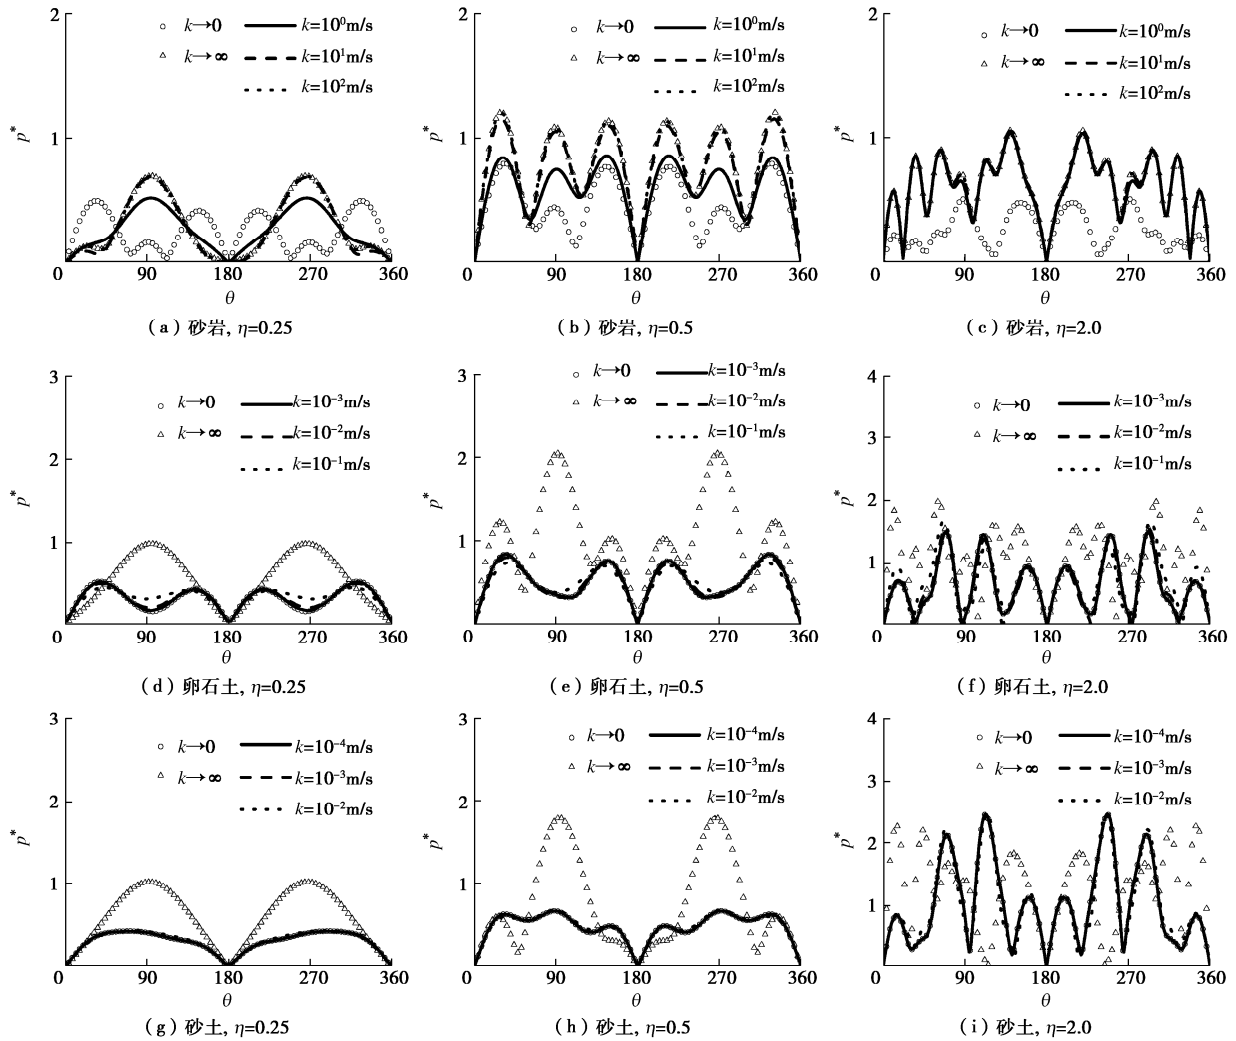 2
1
p*
k→0
k→∞
k=10⁰m/s
k=10¹m/s
k=10²m/s
0 90 180 270 360
θ
（a）砂岩, η=0.25
2
1
p*
k→0
k→∞
k=10⁰m/s
k=10¹m/s
k=10²m/s
0 90 180 270 360
θ
（b）砂岩, η=0.5
2
1
p*
k→0
k→∞
k=10⁰m/s
k=10¹m/s
k=10²m/s
0 90 180 270 360
θ
（c）砂岩, η=2.0
3
2
1
p*
k→0
k→∞
k=10⁻³m/s
k=10⁻²m/s
k=10⁻¹m/s
0 90 180 270 360
θ
（d）卵石土, η=0.25
3
2
1
p*
k→0
k→∞
k=10⁻³m/s
k=10⁻²m/s
k=10⁻¹m/s
0 90 180 270 360
θ
（e）卵石土, η=0.5
4
3
2
1
p*
k→0
k→∞
k=10⁻³m/s
k=10⁻²m/s
k=10⁻¹m/s
0 90 180 270 360
θ
（f）卵石土, η=2.0
3
2
1
p*
k→0
k→∞
k=10⁻⁴m/s
k=10⁻³m/s
k=10⁻²m/s
0 90 180 270 360
θ
（g）砂土, η=0.25
3
2
1
p*
k→0
k→∞
k=10⁻⁴m/s
k=10⁻³m/s
k=10⁻²m/s
0 90 180 270 360
θ
（h）砂土, η=0.5
4
3
2
1
p*
k→0
k→∞
k=10⁻⁴m/s
k=10⁻³m/s
k=10⁻²m/s
0 90 180 270 360
θ
（i）砂土, η=2.0